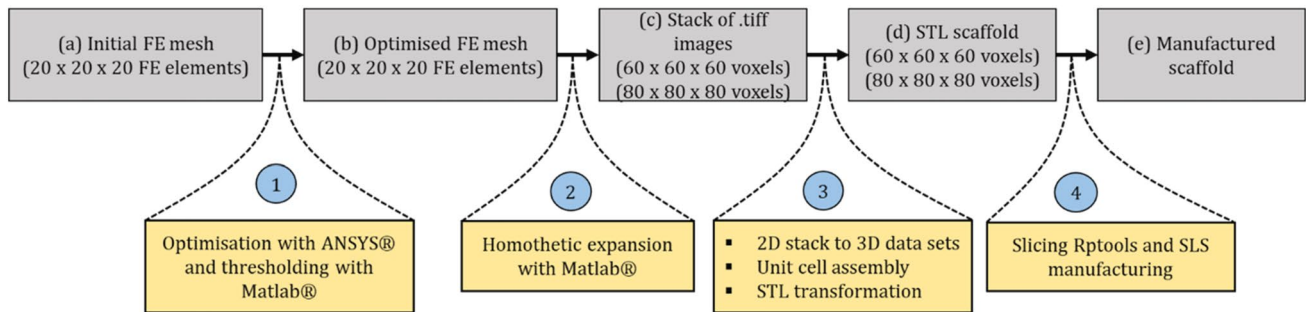 (a) Initial FE mesh
(20 x 20 x 20 FE elements)
(b) Optimised FE mesh
(20 x 20 x 20 FE elements)
(c) Stack of .tiff
images
(60 x 60 x 60 voxels)
(80 x 80 x 80 voxels)
(d) STL scaffold
(60 x 60 x 60 voxels)
(80 x 80 x 80 voxels)
(e) Manufactured
scaffold
1
Optimisation with ANSYS®
and thresholding with
Matlab®
2
Homothetic expansion
with Matlab®
3
▪ 2D stack to 3D data sets
▪ Unit cell assembly
▪ STL transformation
4
Slicing Rptools and SLS
manufacturing